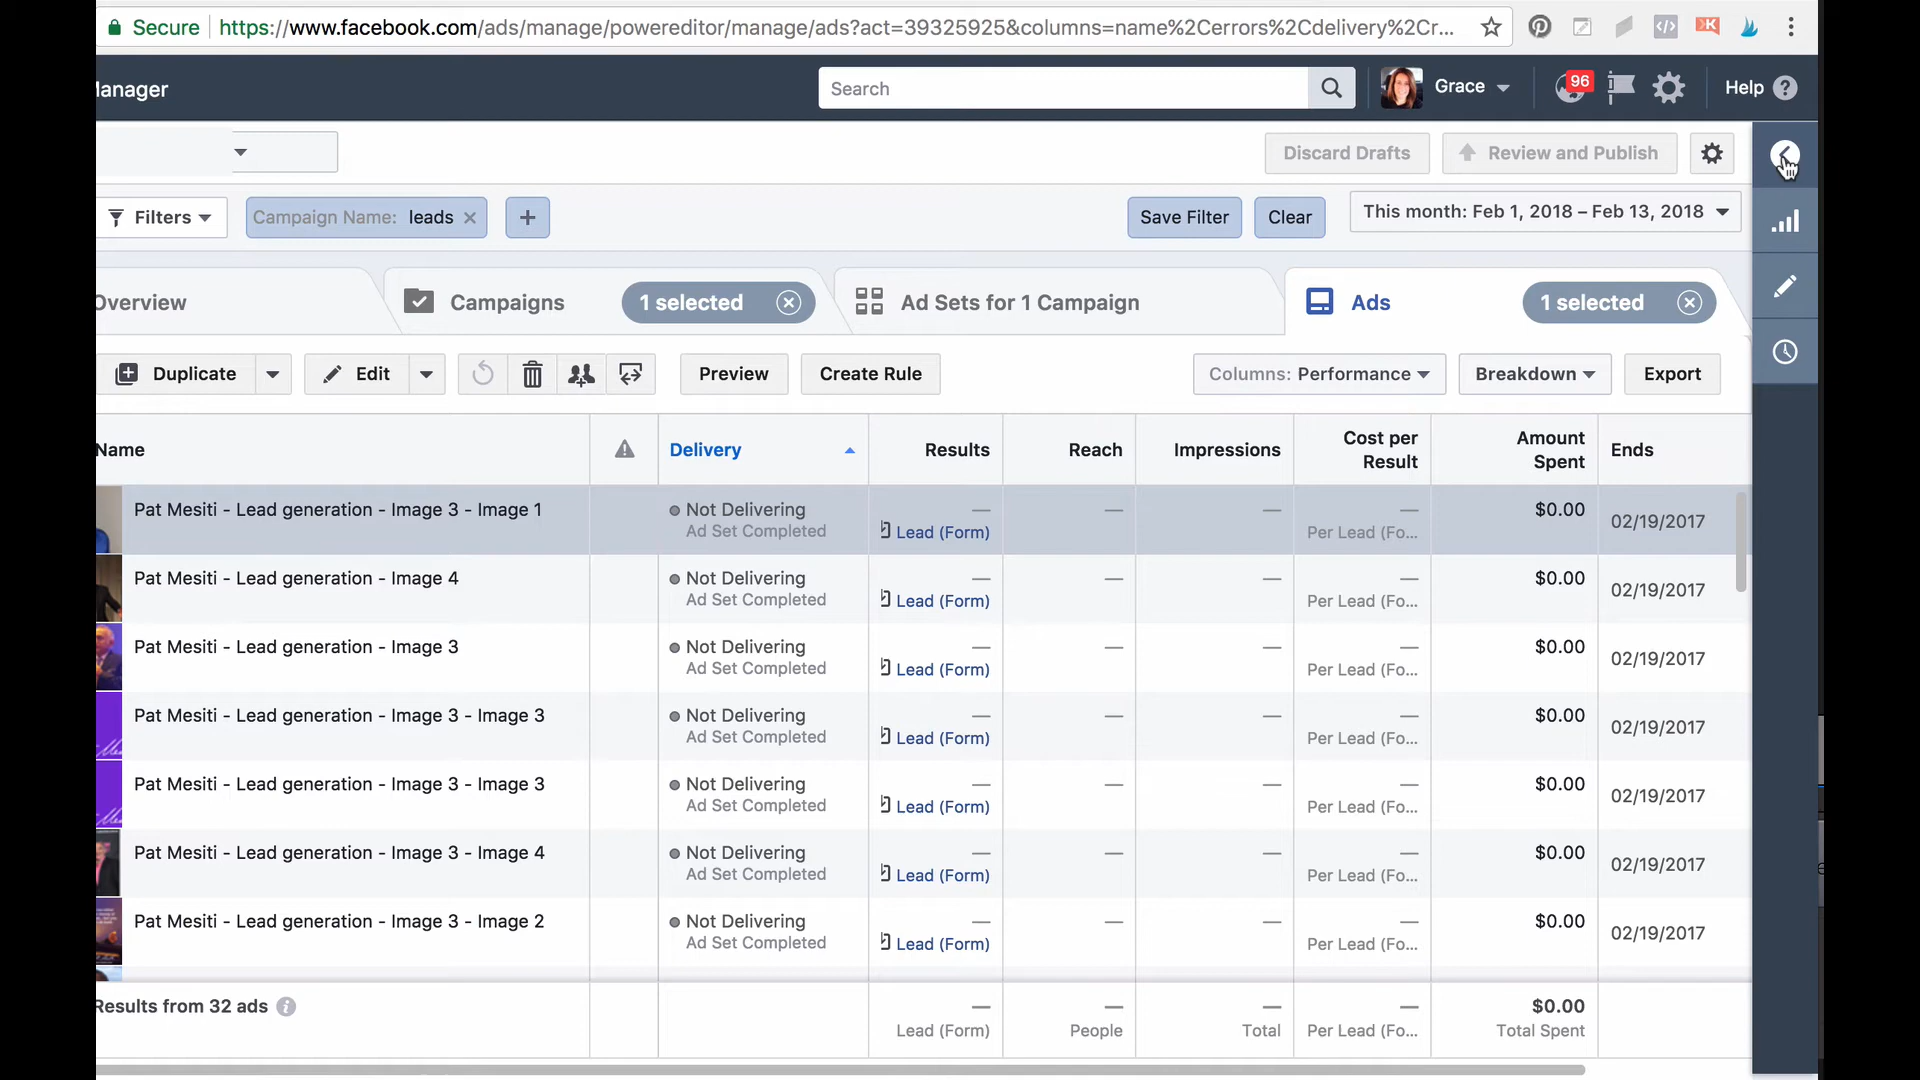 Secure https://www.facebook.com/ads/manage/powereditor/manage/ads?act=39325925&columns=name%2Cerrors%2Cdelivery%2Cr...
Manager Search Grace 96 Help
Discard Drafts Review and Publish
Filters Campaign Name: leads + Save Filter Clear This month: Feb 1, 2018 – Feb 13, 2018
Overview Campaigns 1 selected Ad Sets for 1 Campaign Ads 1 selected
Duplicate Edit Preview Create Rule Columns: Performance Breakdown Export
Name Delivery Results Reach Impressions Cost per Result Amount Spent Ends
Pat Mesiti - Lead generation - Image 3 - Image 1 Not Delivering — — — — $0.00 02/19/2017
Ad Set Completed Lead (Form) Per Lead (Fo...
Pat Mesiti - Lead generation - Image 4 Not Delivering — — — — $0.00 02/19/2017
Ad Set Completed Lead (Form) Per Lead (Fo...
Pat Mesiti - Lead generation - Image 3 Not Delivering — — — — $0.00 02/19/2017
Ad Set Completed Lead (Form) Per Lead (Fo...
Pat Mesiti - Lead generation - Image 3 - Image 3 Not Delivering — — — — $0.00 02/19/2017
Ad Set Completed Lead (Form) Per Lead (Fo...
Pat Mesiti - Lead generation - Image 3 - Image 3 Not Delivering — — — — $0.00 02/19/2017
Ad Set Completed Lead (Form) Per Lead (Fo...
Pat Mesiti - Lead generation - Image 3 - Image 4 Not Delivering — — — — $0.00 02/19/2017
Ad Set Completed Lead (Form) Per Lead (Fo...
Pat Mesiti - Lead generation - Image 3 - Image 2 Not Delivering — — — — $0.00 02/19/2017
Ad Set Completed Lead (Form) Per Lead (Fo...
Results from 32 ads — — — — $0.00
Lead (Form) People Total Per Lead (Fo... Total Spent